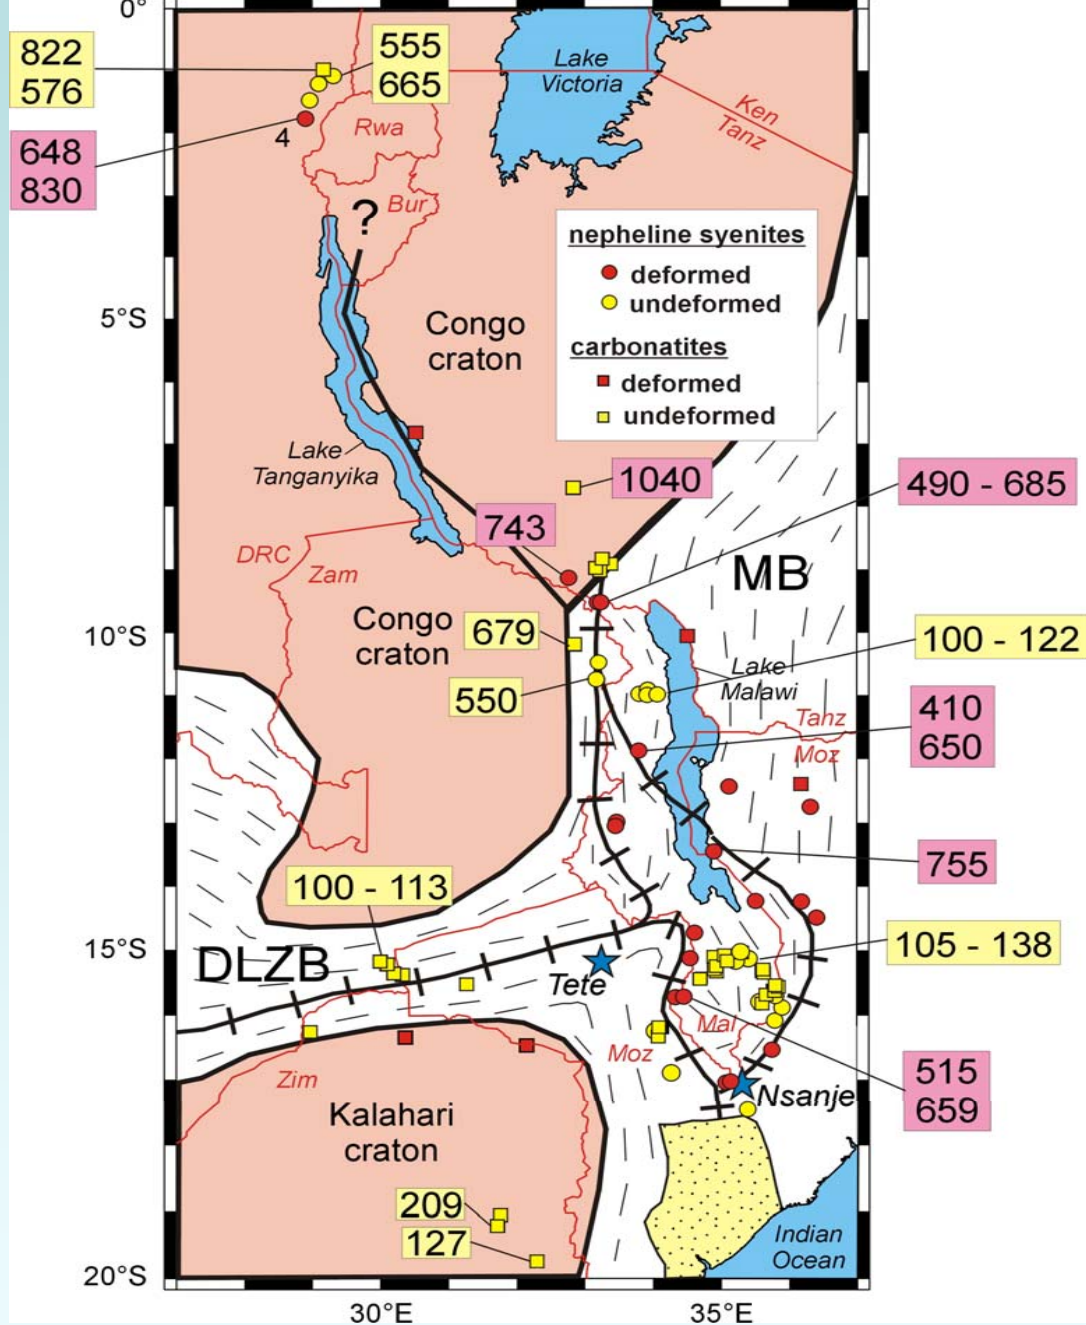 0°
822
576
555
665
Lake
Victoria
Ken
Tanz
Rwa
4
648
830
Bur
?
nepheline syenites
deformed
undeformed
carbonatites
deformed
undeformed
5°S
Congo
craton
Lake
Tanganyika
1040
490 - 685
743
DRC
Zam
MB
Congo
craton
679
10°S
100 - 122
550
Lake
Malawi
410
650
Tanz
Moz
755
100 - 113
105 - 138
15°S
DLZB
Tete
Mal
Moz
515
659
Zim
Nsanje
Kalahari
craton
209
127
Indian
Ocean
20°S
30°E
35°E